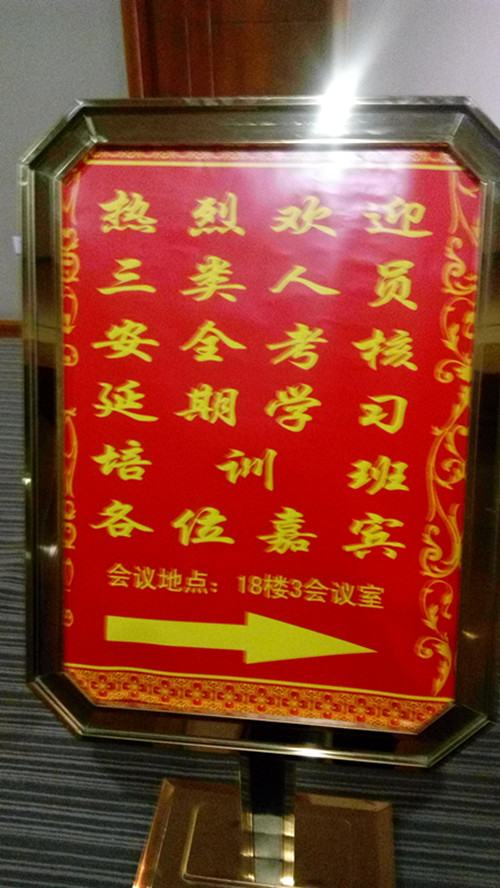 热烈欢迎
三类人员
安全考核
延期学习
培训班
各位嘉宾
会议地点：18楼3会议室